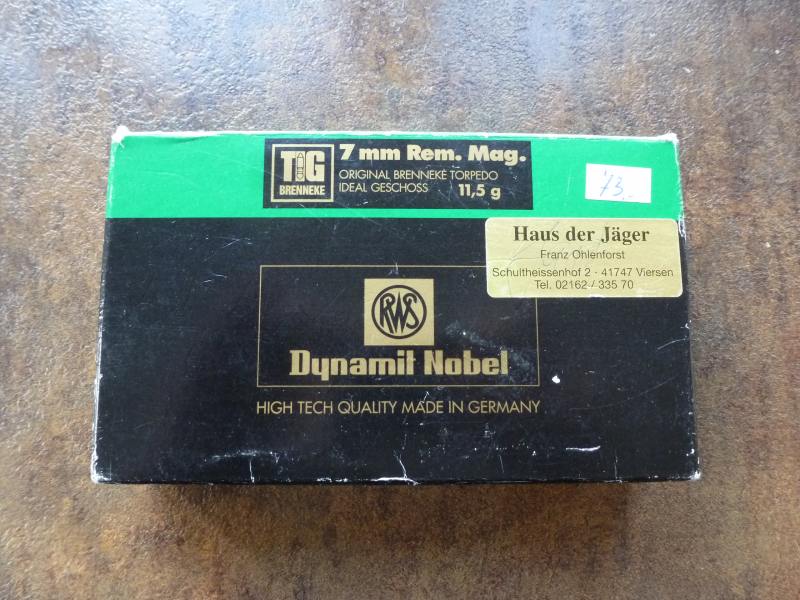 TIG
BRENNEKE
7 mm Rem. Mag.
ORIGINAL BRENNEKE TORPEDO
IDEAL GESCHOSS 11,5 g
73.-
Haus der Jäger
Franz Ohlenforst
Schultheissenhof 2 · 41747 Viersen
Tel. 02162 / 335 70
RWS
Dynamit Nobel
HIGH TECH QUALITY MADE IN GERMANY